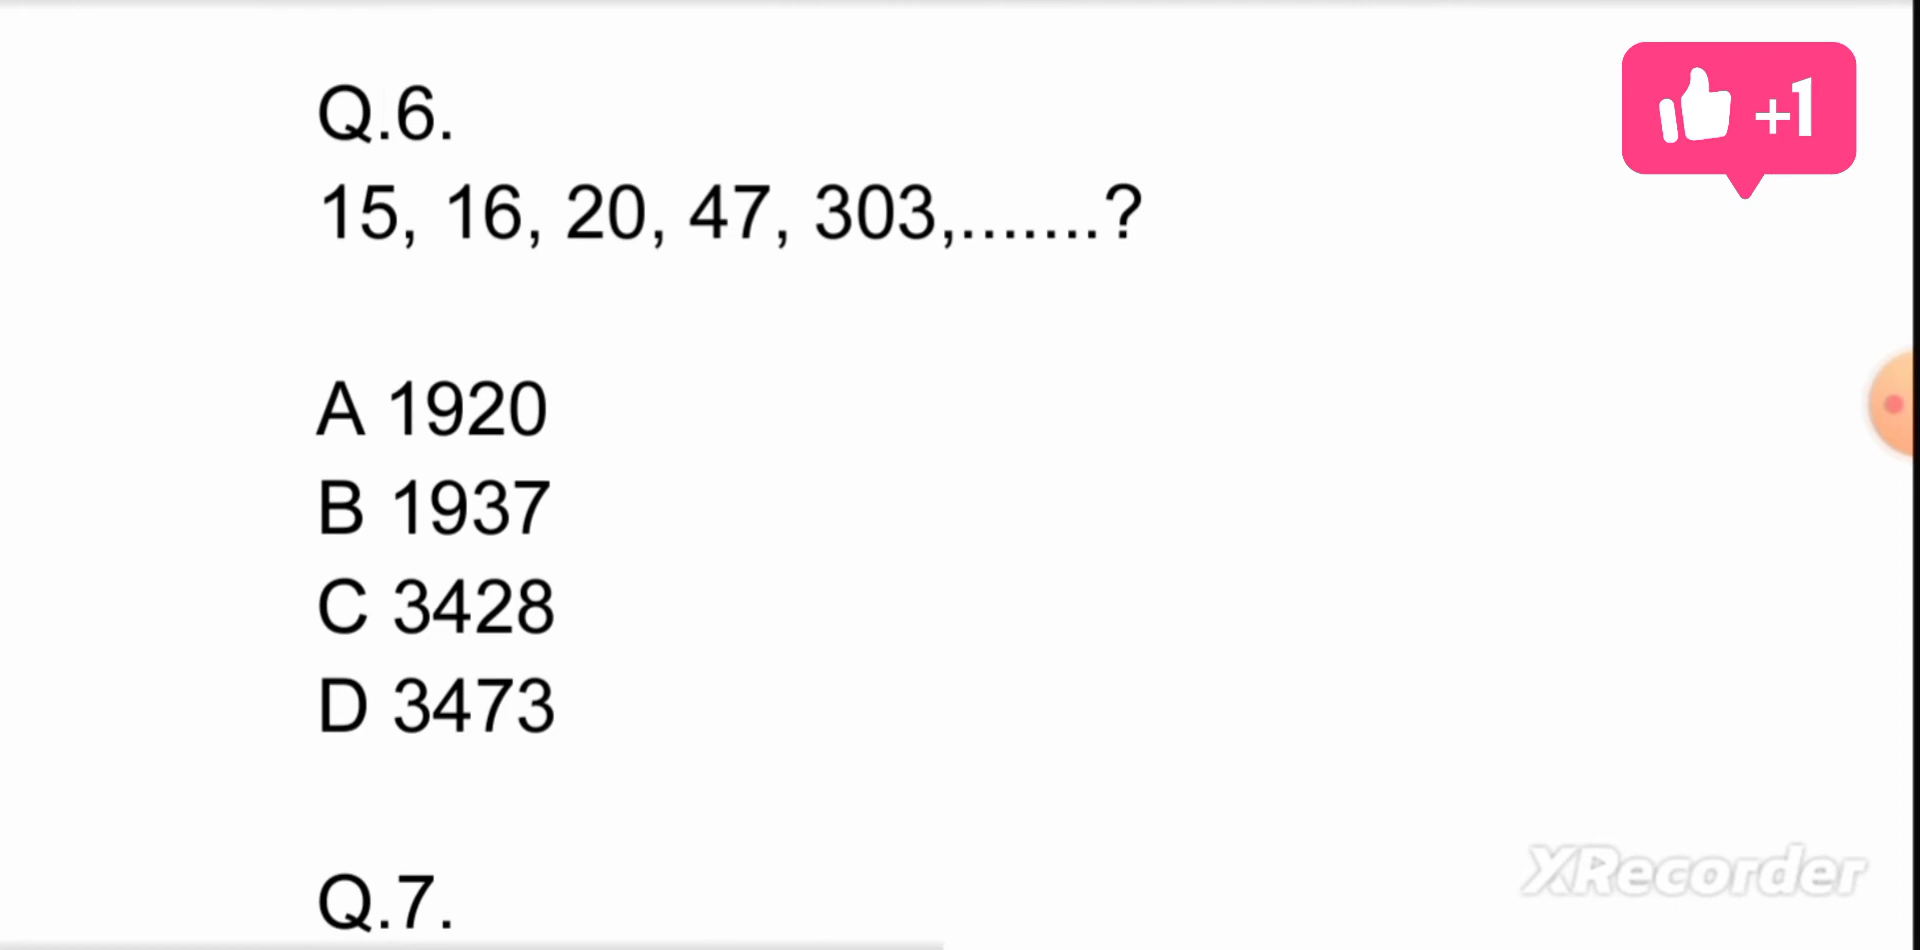 Q.6.
15, 16, 20, 47, 303,.......?
A 1920
B 1937
C 3428
D 3473
Q.7.
+1
XRecorder